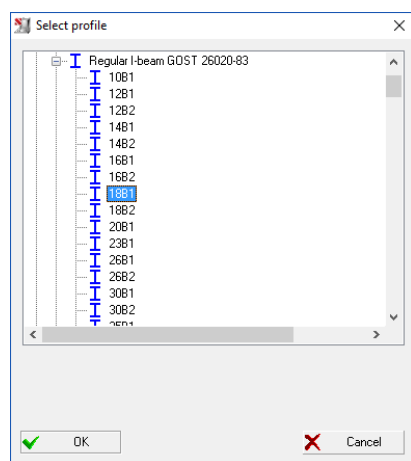 Select profile
Regular I-beam GOST 26020-83
10B1
12B1
12B2
14B1
14B2
16B1
16B2
18B1
18B2
20B1
23B1
26B1
26B2
30B1
30B2
OK
Cancel